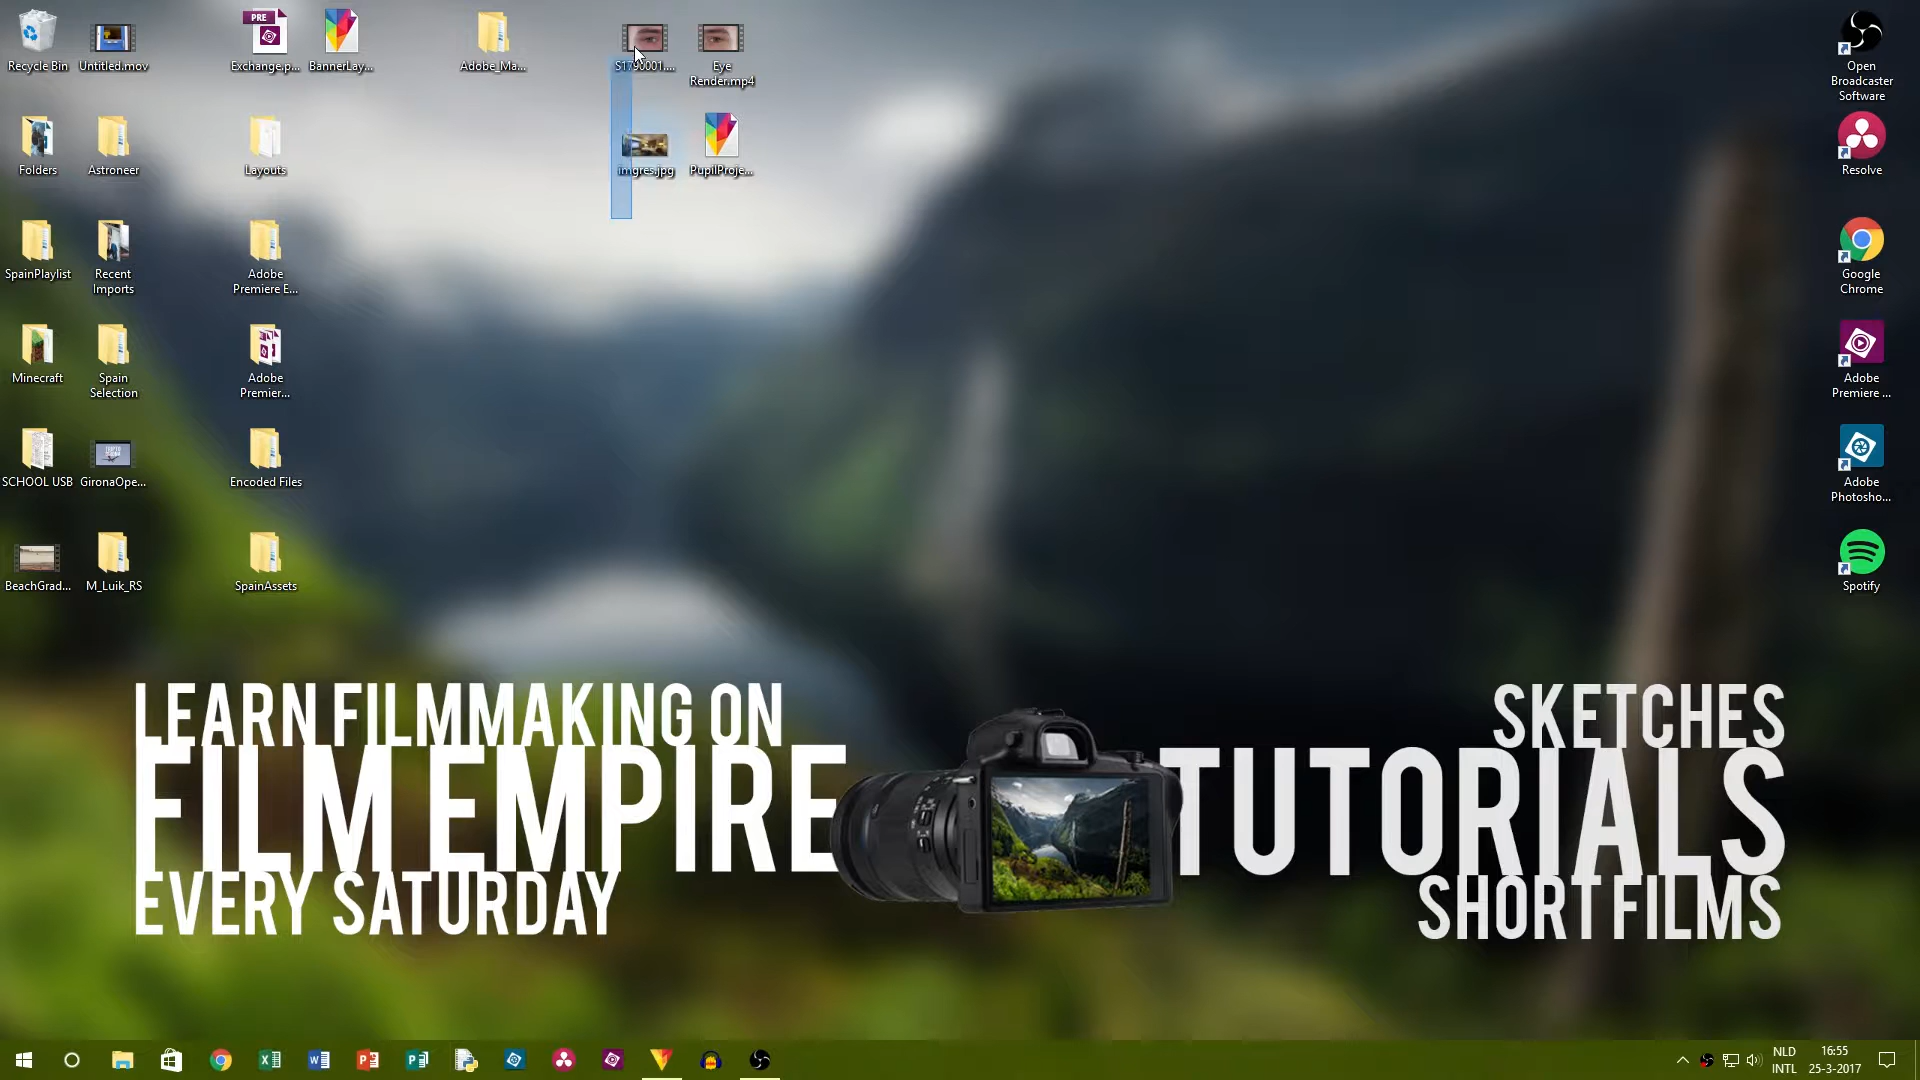 Recycle Bin
Untitled.mov
Exchange.p...
BannerLay...
Adobe_Ma...
S1790001....
Eye
Render.mp4
Open
Broadcaster
Software
Folders
Astroneer
Layouts
imgres.jpg
PupilProje...
Resolve
SpainPlaylist
Recent
Imports
Adobe
Premiere E...
Google
Chrome
Minecraft
Spain
Selection
Adobe
Premier...
Adobe
Premiere ...
SCHOOL USB
GironaOpe...
Encoded Files
Adobe
Photosho...
BeachGrad...
M_Luik_RS
SpainAssets
Spotify
PRE
LEARN FILMMAKING ON
FILM EMPIRE
EVERY SATURDAY
SKETCHES
TUTORIALS
SHORT FILMS
NLD
INTL
16:55
25-3-2017